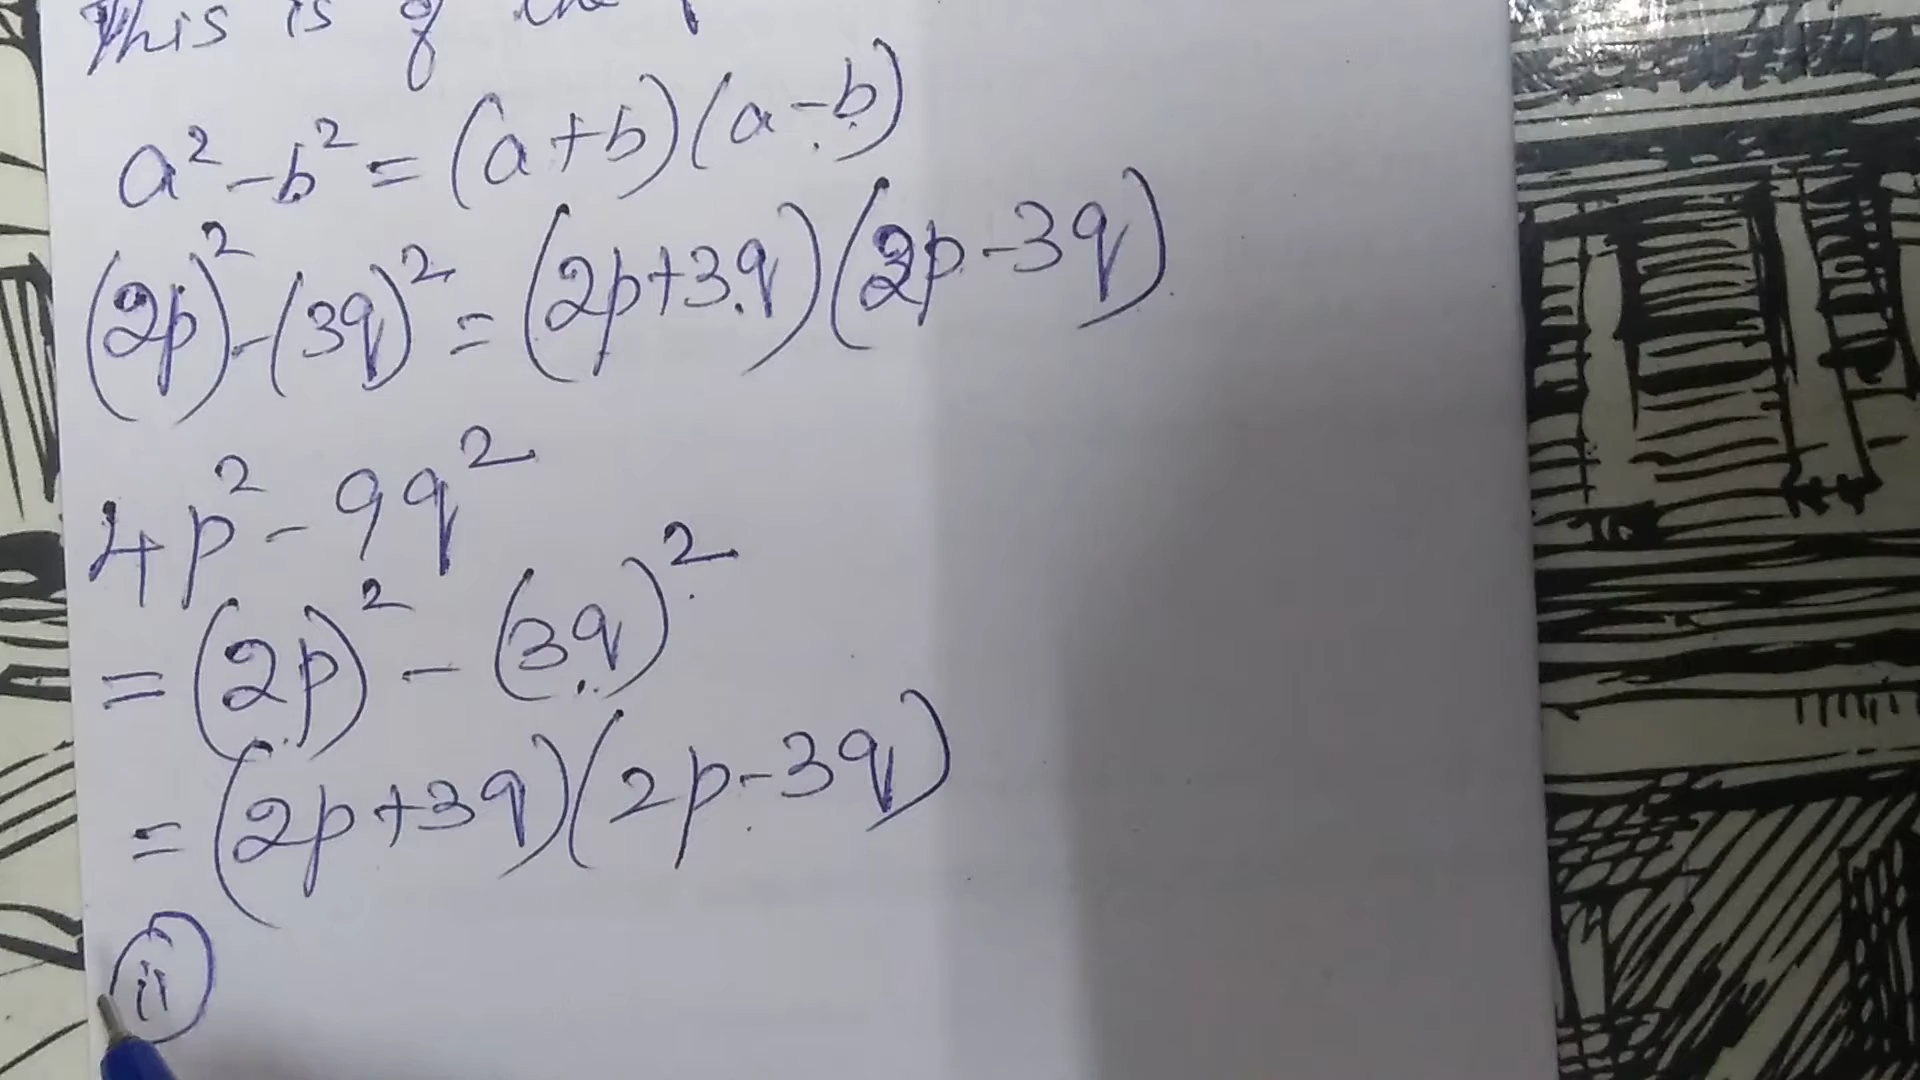 This is of the
a² - b² = (a+b)(a-b)
(2p)² - (3q)² = (2p+3q)(2p-3q)
4p² - 9q²
= (2p)² - (3q)²
= (2p+3q)(2p-3q)
ii